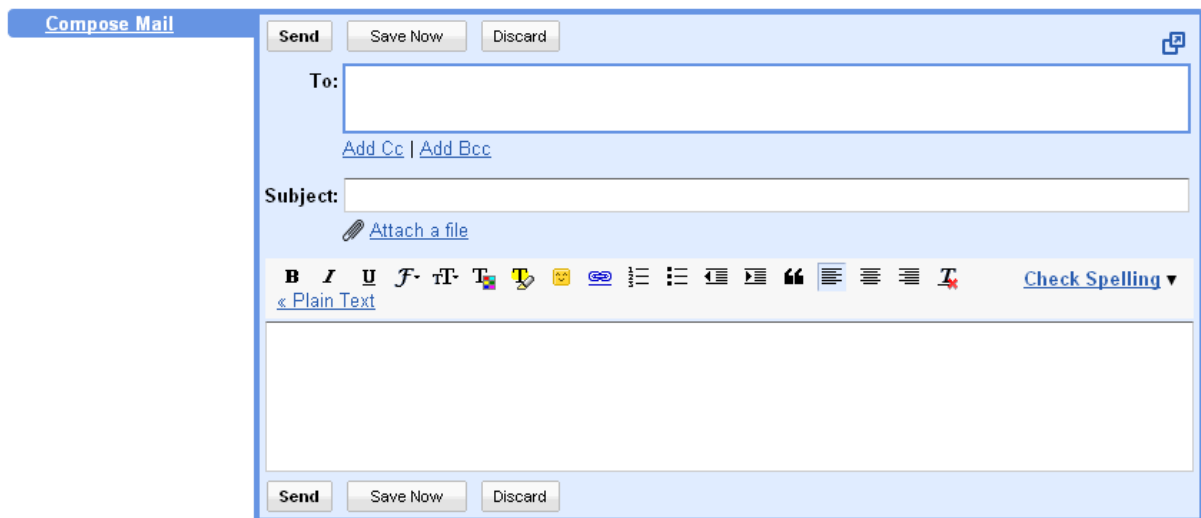 Compose Mail
Send Save Now Discard
To:
Add Cc | Add Bcc
Subject:
Attach a file
B I U Check Spelling ▼
« Plain Text
Send Save Now Discard